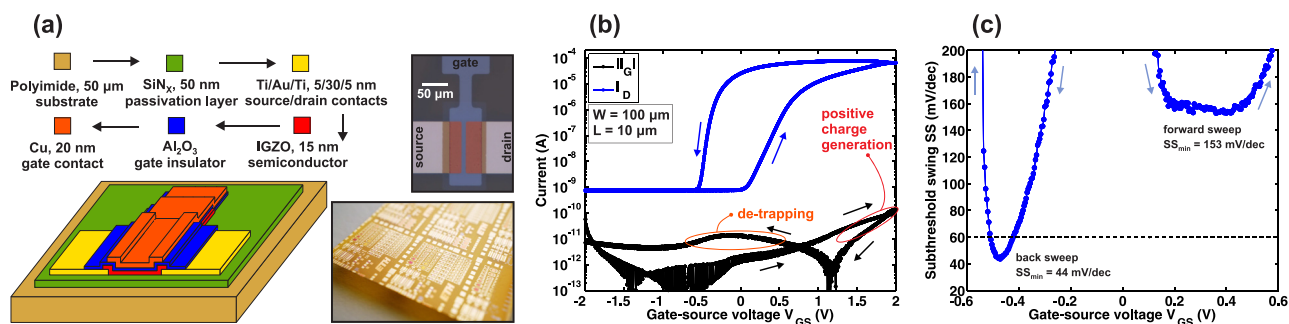 (a)
Polyimide, 50 µm
substrate
SiNX, 50 nm
passivation layer
Ti/Au/Ti, 5/30/5 nm
source/drain contacts
Cu, 20 nm
gate contact
Al2O3
gate insulator
IGZO, 15 nm
semiconductor
gate
50 µm
source
drain
(b)
10-4
10-5
10-6
10-7
10-8
10-9
10-10
10-11
10-12
10-13
Current (A)
|IG|
ID
W = 100 µm
L = 10 µm
positive
charge
generation
de-trapping
-2 -1.5 -1 -0.5 0 0.5 1 1.5 2
Gate-source voltage VGS (V)
(c)
200
180
160
140
120
100
80
60
40
20
Subthreshold swing SS (mV/dec)
forward sweep
SSmin = 153 mV/dec
back sweep
SSmin = 44 mV/dec
-0.6 -0.4 -0.2 0 0.2 0.4 0.6
Gate-source voltage VGS (V)